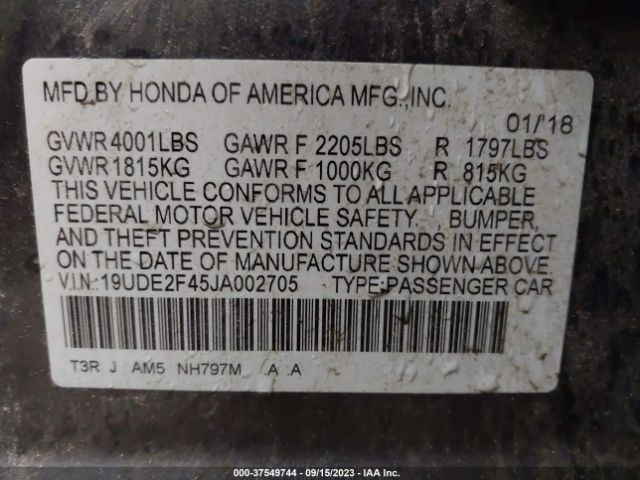 MFD.BY HONDA OF AMERICA MFG.,INC.
01/'18
GVWR 4001LBS GAWR F 2205LBS R 1797LBS
GVWR 1815KG GAWR F 1000KG R 815KG
THIS VEHICLE CONFORMS TO ALL APPLICABLE
FEDERAL MOTOR VEHICLE SAFETY. , BUMPER,
AND THEFT PREVENTION STANDARDS IN EFFECT
ON THE DATE OF MANUFACTURE SHOWN ABOVE.
V.I.N.:19UDE2F45JA002705 TYPE:PASSENGER CAR
T3R J AM5 NH797M A .A
000-37549744 - 09/15/2023 - IAA Inc.